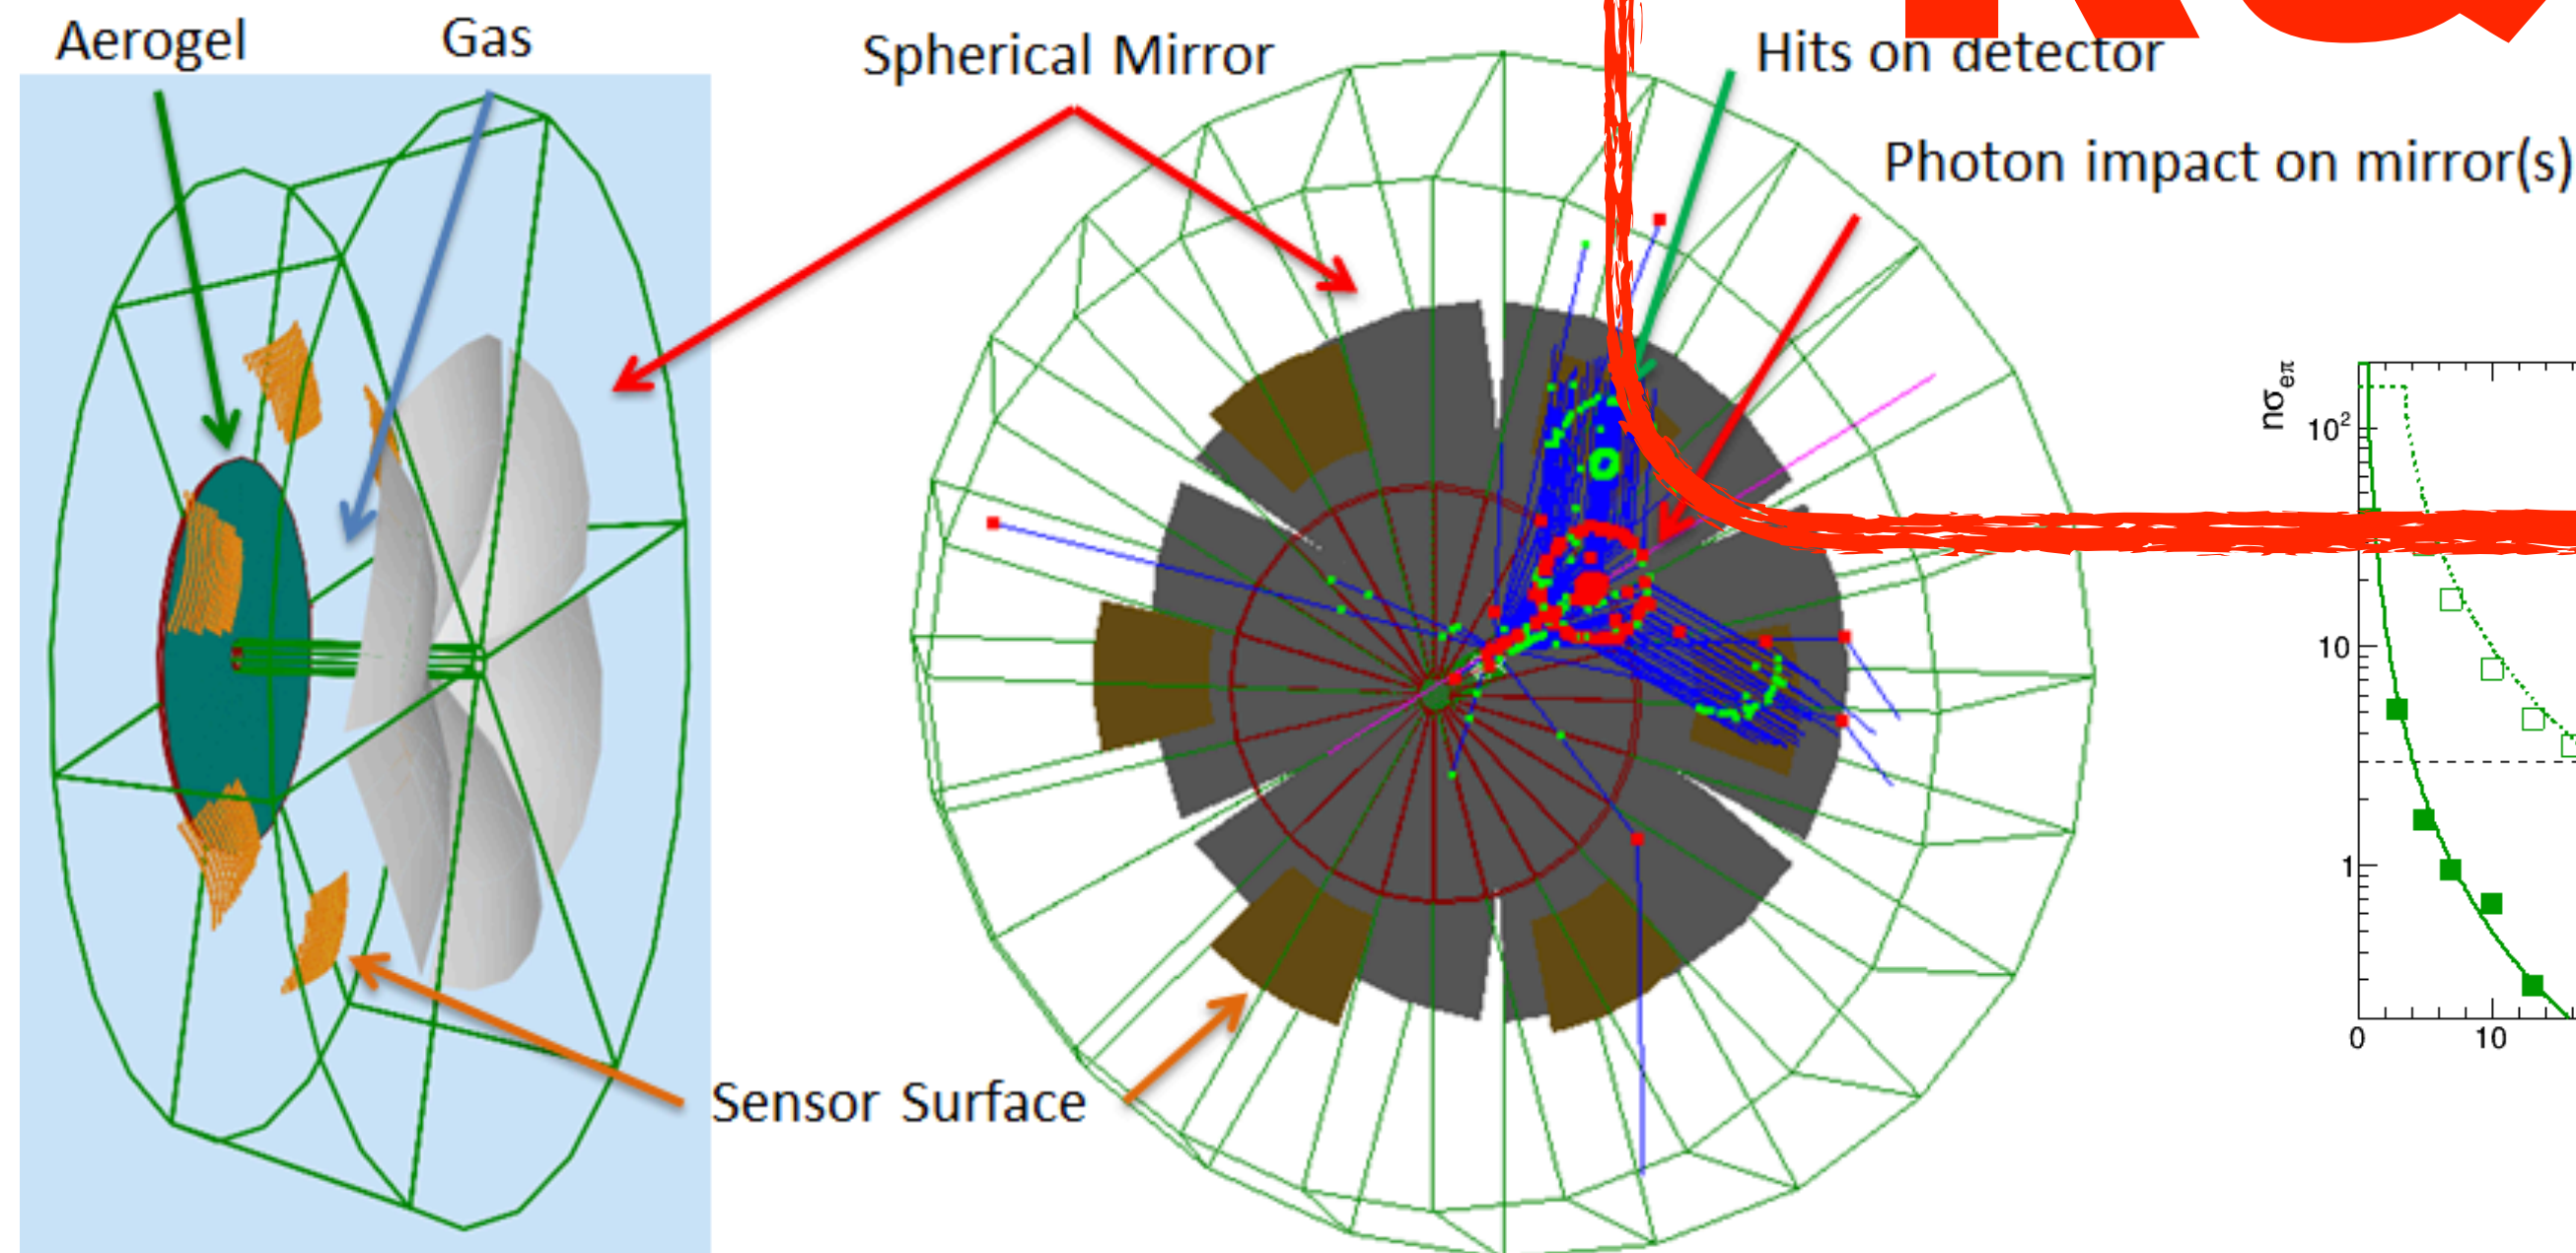 Aerogel
Gas
Spherical Mirror
Hits on detector
Photon impact on mirror(s)
Sensor Surface
nσeπ
10²
10
1
0
10